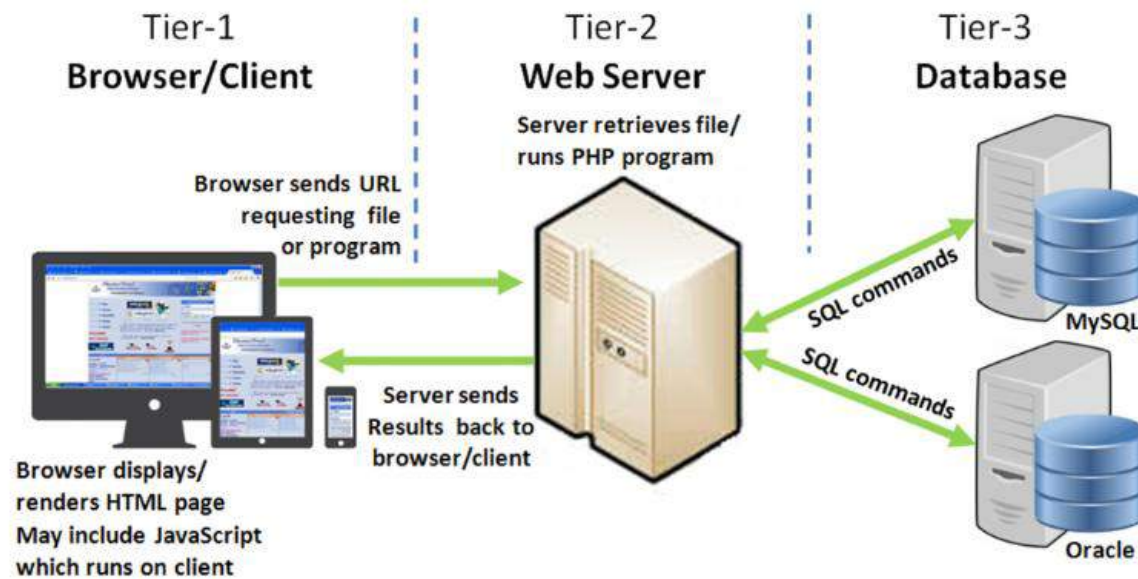 Tier-1
Browser/Client
Tier-2
Web Server
Tier-3
Database
Server retrieves file/
runs PHP program
Browser sends URL
requesting file
or program
SQL commands
MySQL
SQL commands
Server sends
Results back to
browser/client
Browser displays/
renders HTML page
May include JavaScript
which runs on client
Oracle